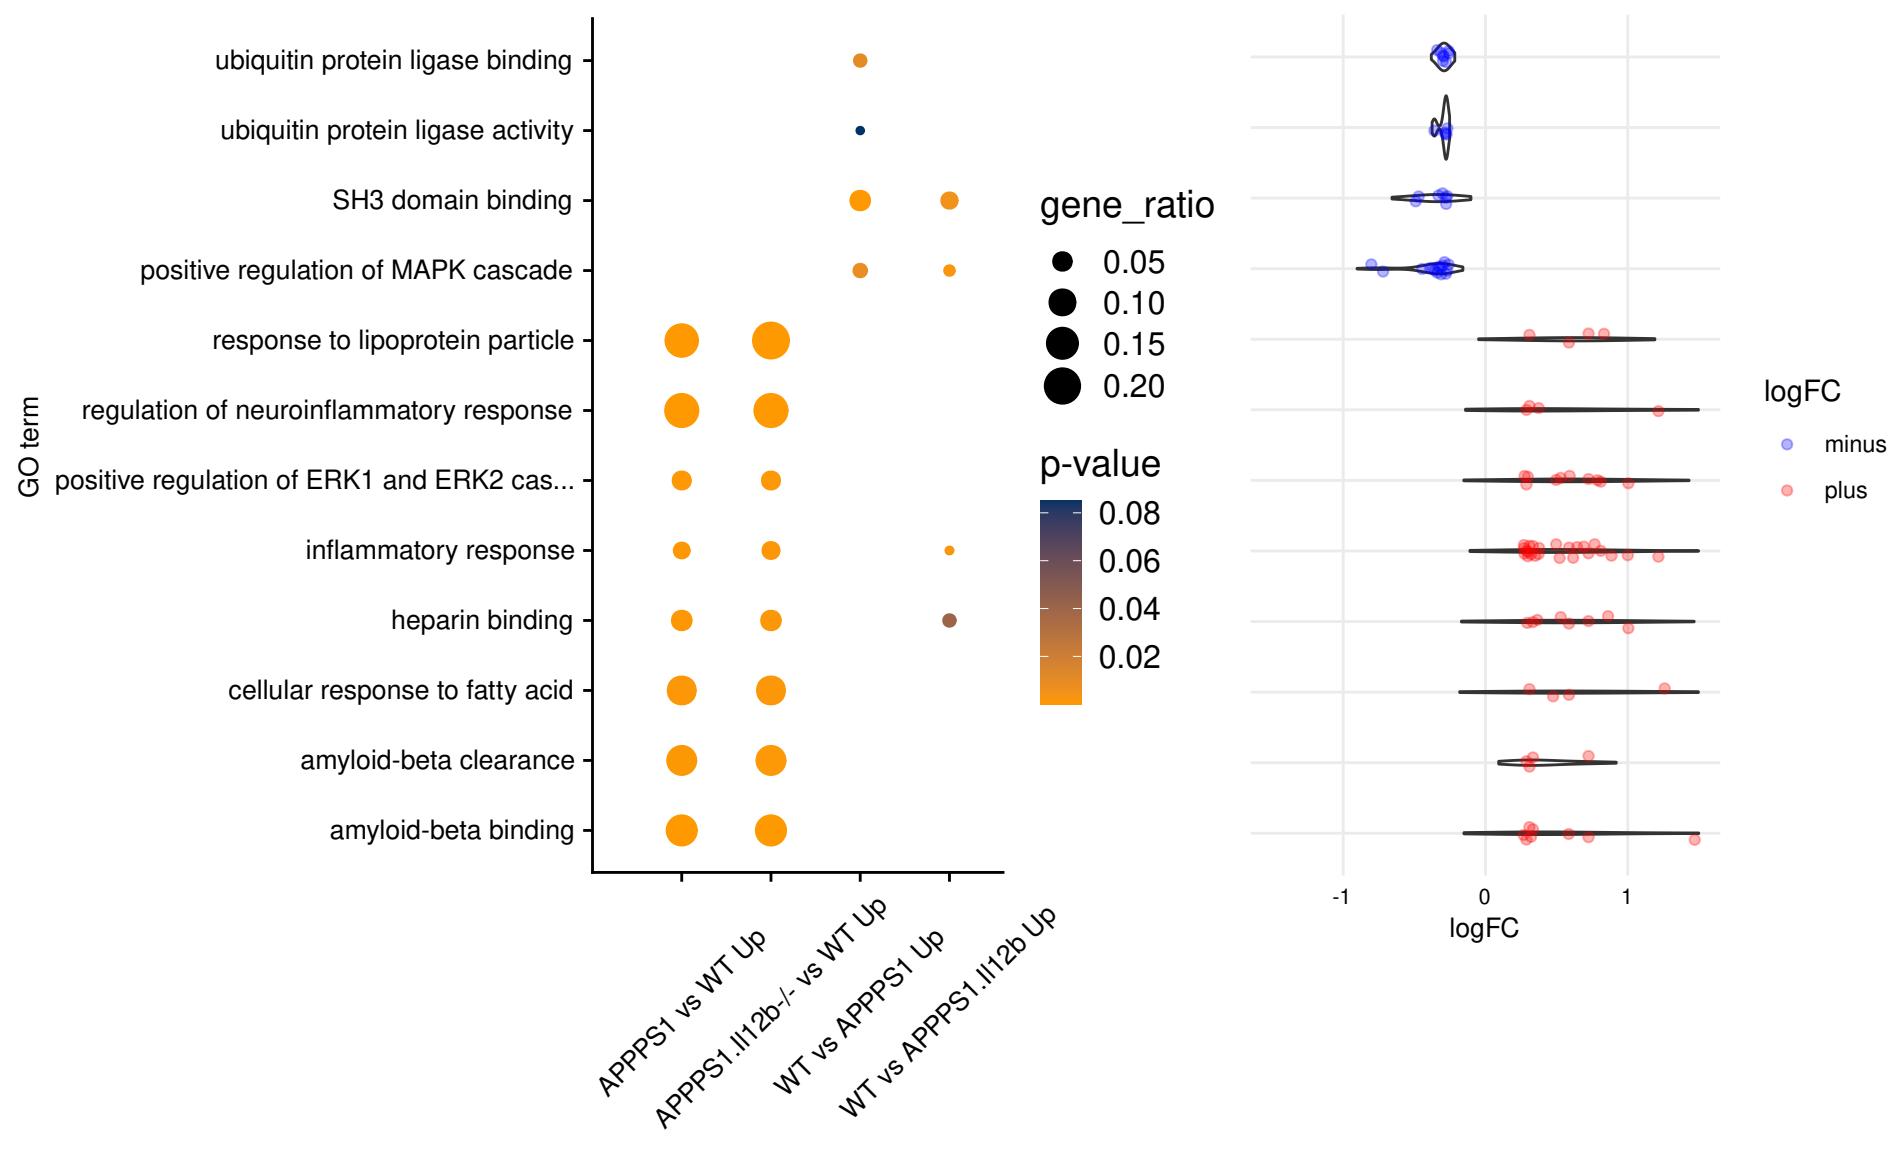 ubiquitin protein ligase binding
ubiquitin protein ligase activity
SH3 domain binding
positive regulation of MAPK cascade
response to lipoprotein particle
regulation of neuroinflammatory response
positive regulation of ERK1 and ERK2 cas...
inflammatory response
heparin binding
cellular response to fatty acid
amyloid-beta clearance
amyloid-beta binding
GO term
APPPS1 vs WT Up
APPPS1.Il12b-/- vs WT Up
WT vs APPPS1 Up
WT vs APPPS1.Il12b Up
gene_ratio
0.05
0.10
0.15
0.20
p-value
0.08
0.06
0.04
0.02
-1
0
1
logFC
logFC
minus
plus